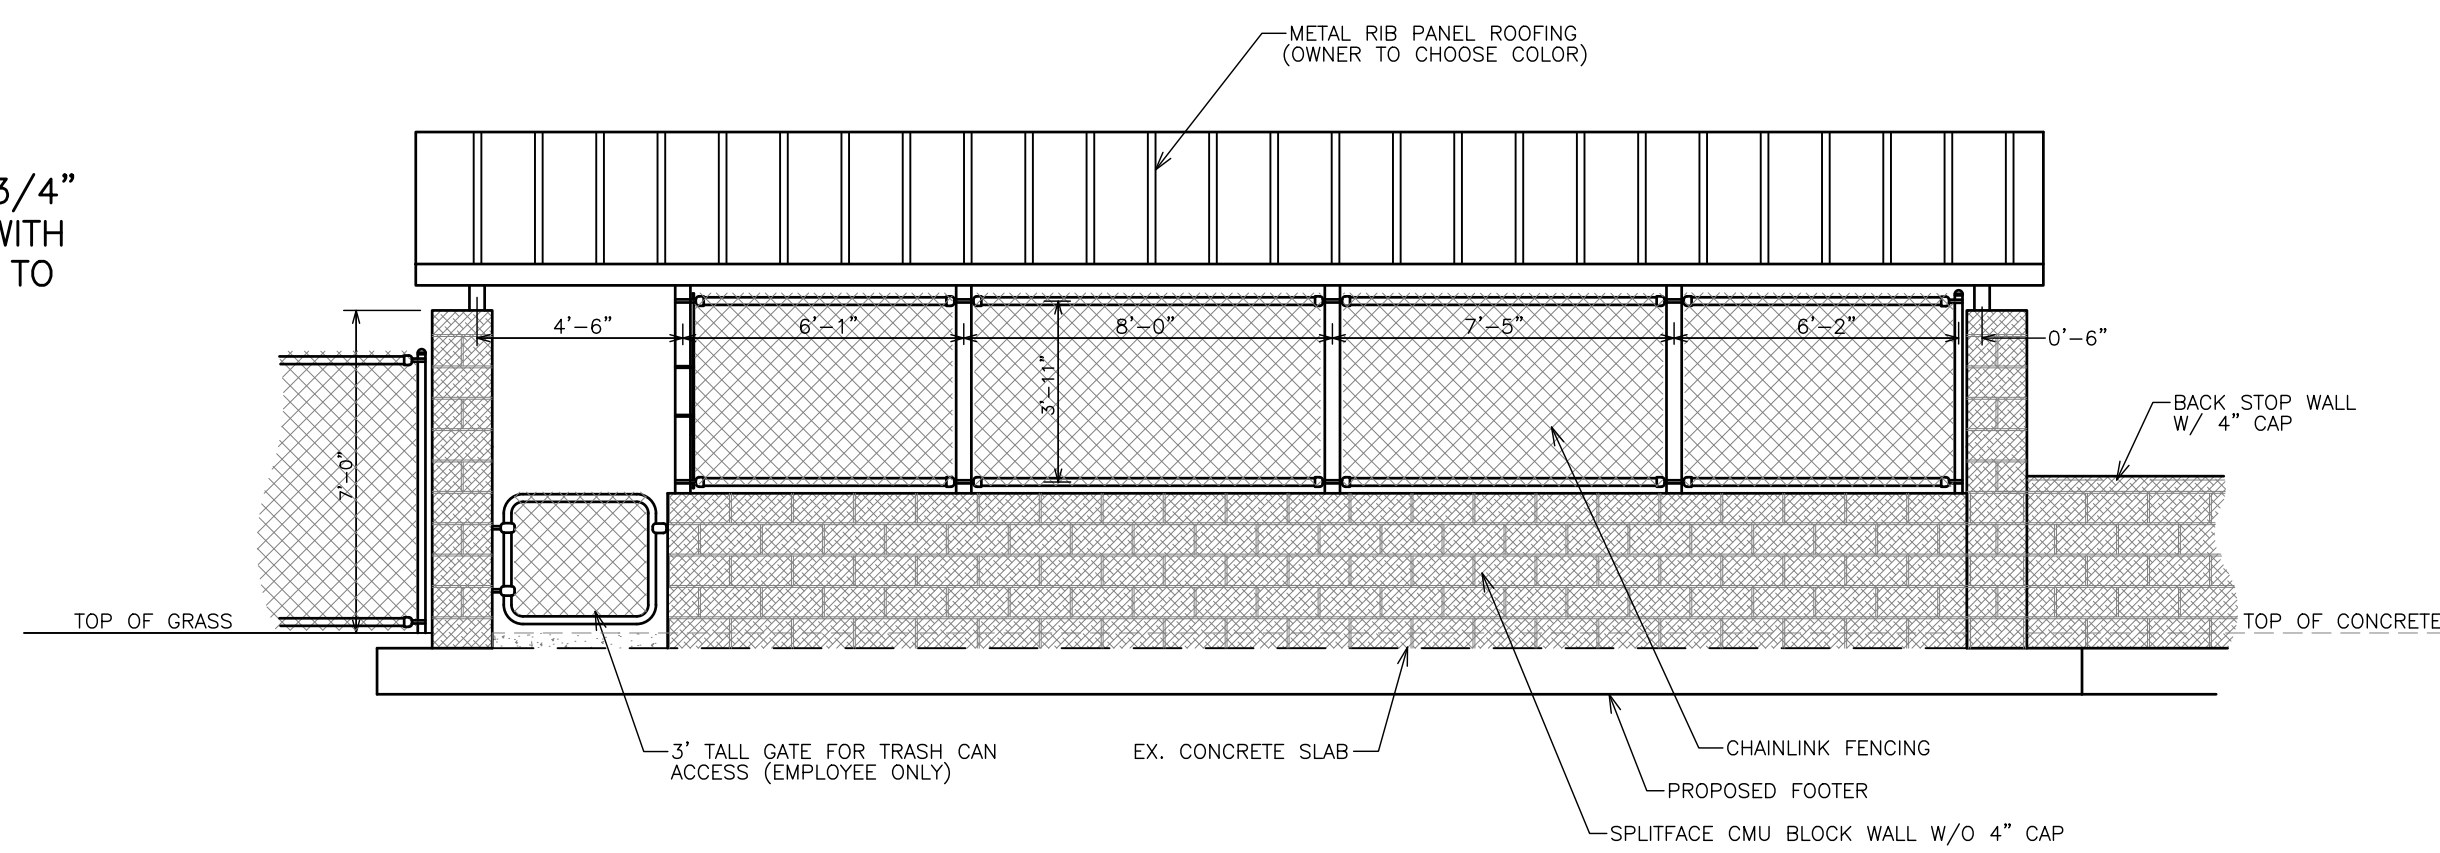 METAL RIB PANEL ROOFING
(OWNER TO CHOOSE COLOR)
3/4"
WITH
TO
4'-6"
6'-1"
8'-0"
7'-5"
6'-2"
0'-6"
3'-11"
7'-0"
BACK STOP WALL
W/ 4" CAP
TOP OF GRASS
TOP OF CONCRETE
3' TALL GATE FOR TRASH CAN
ACCESS (EMPLOYEE ONLY)
EX. CONCRETE SLAB
CHAINLINK FENCING
PROPOSED FOOTER
SPLITFACE CMU BLOCK WALL W/O 4" CAP